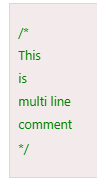 /*
This
is
multi line
comment
*/